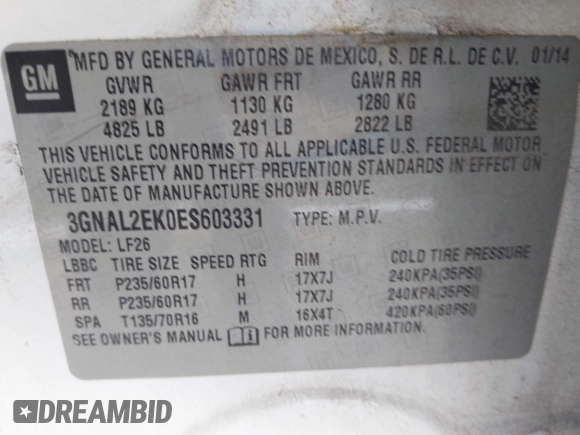 GM
MFD BY GENERAL MOTORS DE MEXICO, S. DE R.L. DE C.V. 01/14
GVWR GAWR FRT GAWR RR
2189 KG 1130 KG 1280 KG
4825 LB 2491 LB 2822 LB
THIS VEHICLE CONFORMS TO ALL APPLICABLE U.S. FEDERAL MOTOR
VEHICLE SAFETY AND THEFT PREVENTION STANDARDS IN EFFECT ON
THE DATE OF MANUFACTURE SHOWN ABOVE.
3GNAL2EK0ES603331 TYPE: M.P.V.
MODEL: LF26
LBBC TIRE SIZE SPEED RTG RIM COLD TIRE PRESSURE
FRT P235/60R17 H 17X7J 240KPA(35PSI)
RR P235/60R17 H 17X7J 240KPA(35PSI)
SPA T135/70R16 M 16X4T 420KPA(60PSI)
SEE OWNER'S MANUAL FOR MORE INFORMATION.
DREAMBID